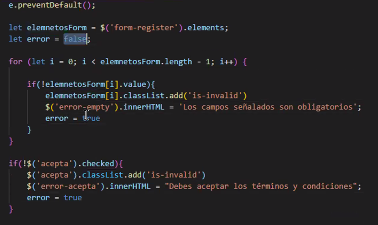 e.preventDefault();
let elemnetosForm = $('form-register').elements;
let error = false;
for (let i = 0; i < elemnetosForm.length - 1; i++) {
if(!elemnetosForm[i].value){
elemnetosForm[i].classList.add('is-invalid')
$('error-empty').innerHTML = 'Los campos señalados son obligatorios';
error = true
}
}
if(!$('acepta').checked){
$('acepta').classList.add('is-invalid')
$('error-acepta').innerHTML = "Debes aceptar los términos y condiciones";
error = true
}